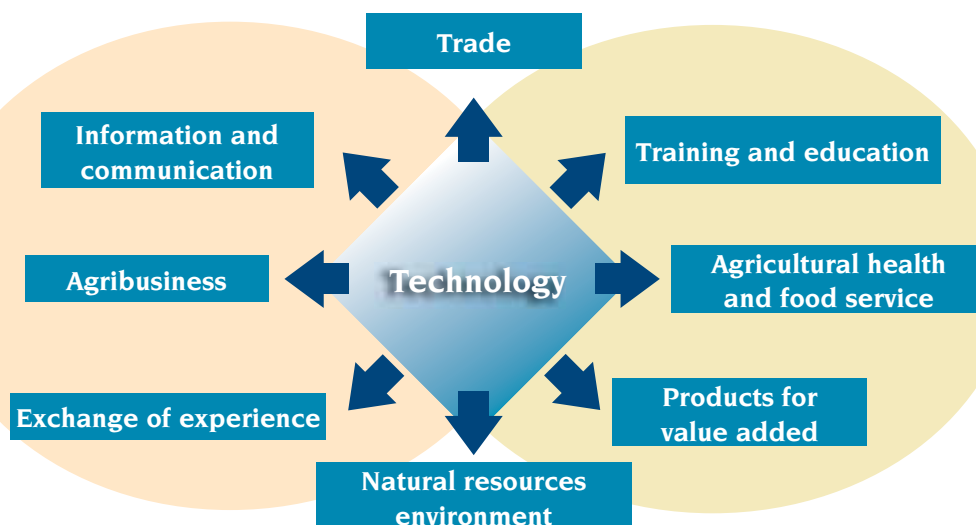 Trade
Information and
communication
Training and education
Agribusiness
Technology
Agricultural health
and food service
Exchange of experience
Products for
value added
Natural resources
environment